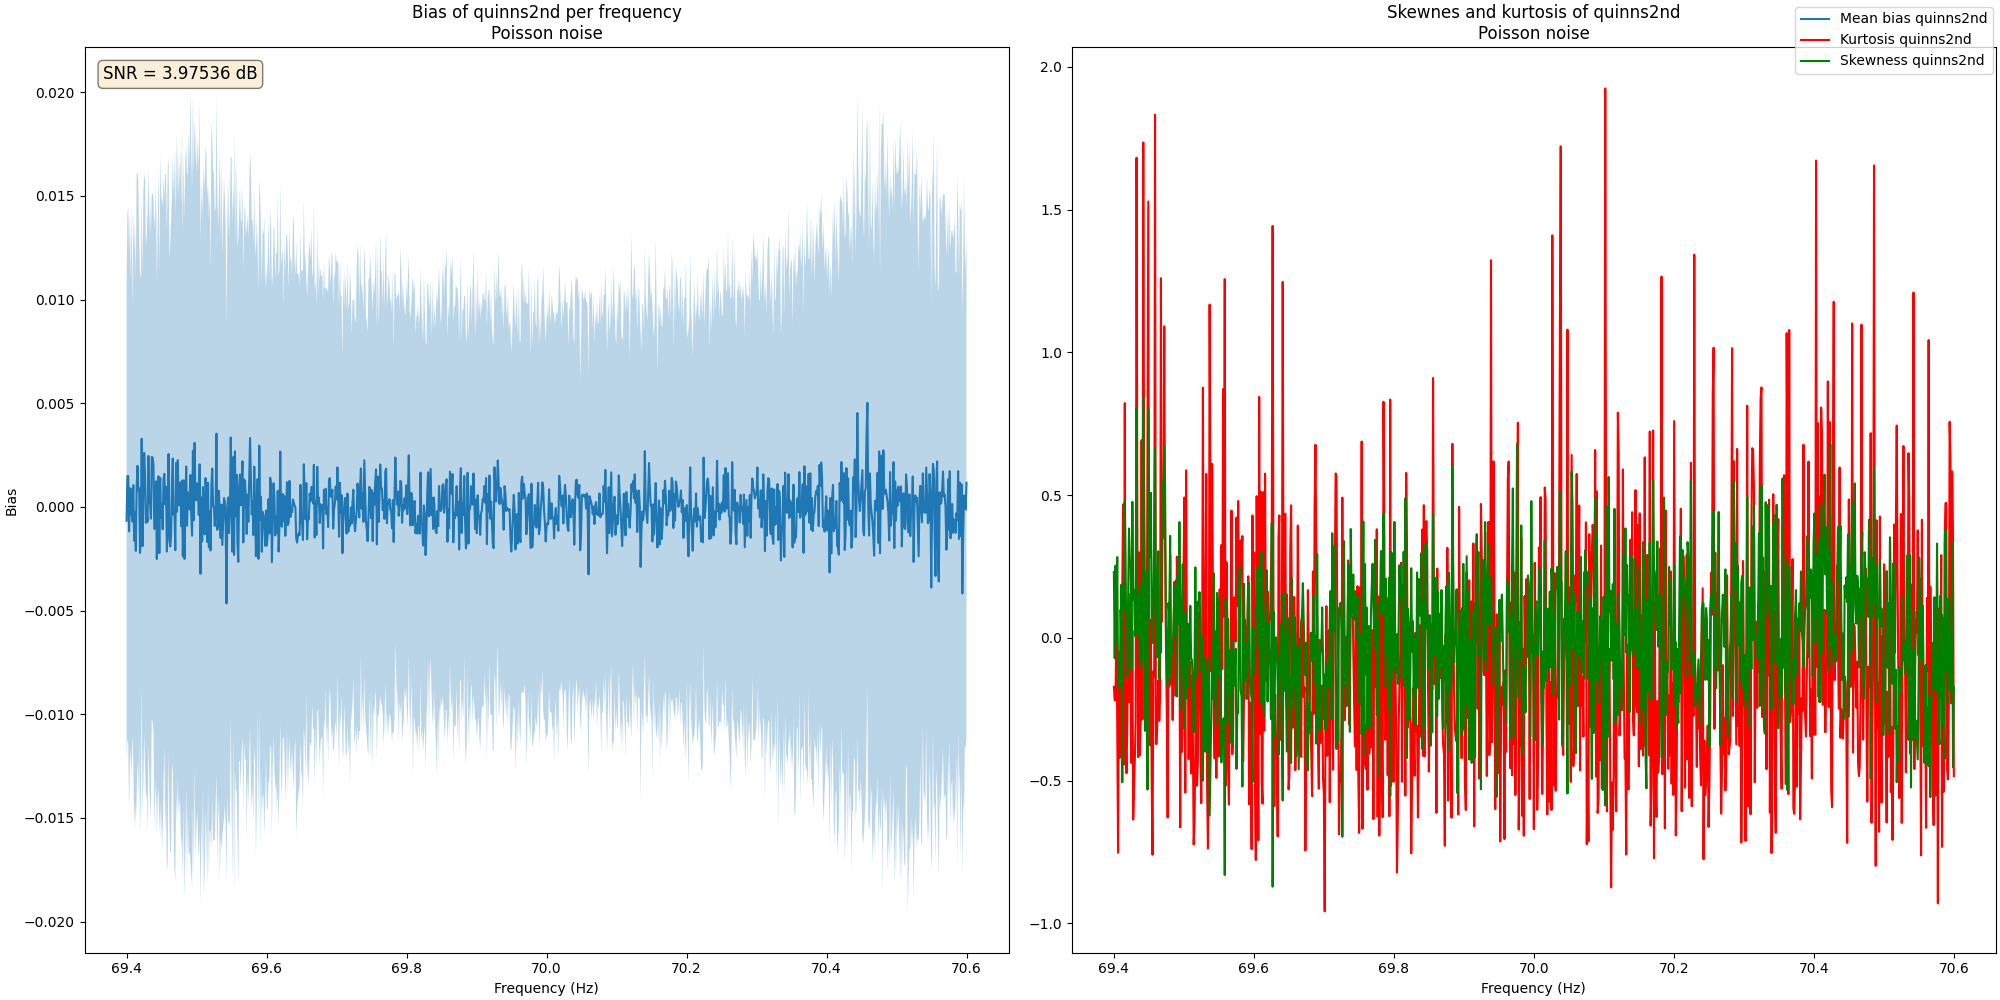 Bias of quinns2nd per frequency
Poisson noise
SNR = 3.97536 dB
0.020
0.015
0.010
0.005
0.000
−0.005
−0.010
−0.015
−0.020
Bias
69.4 69.6 69.8 70.0 70.2 70.4 70.6
Frequency (Hz)
Skewnes and kurtosis of quinns2nd
Poisson noise
Mean bias quinns2nd
Kurtosis quinns2nd
Skewness quinns2nd
2.0
1.5
1.0
0.5
0.0
−0.5
−1.0
69.4 69.6 69.8 70.0 70.2 70.4 70.6
Frequency (Hz)